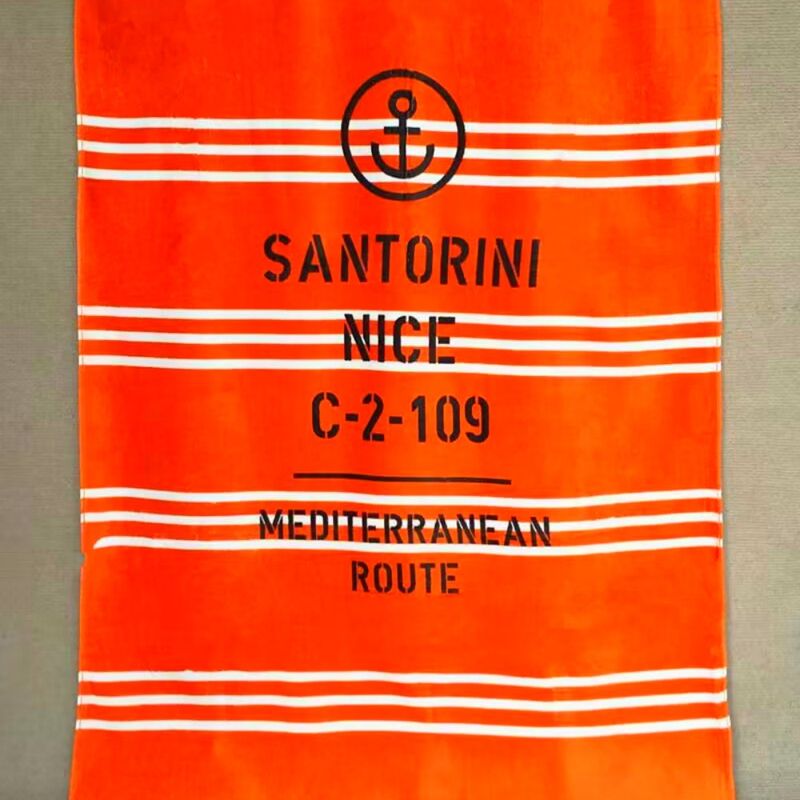 SANTORINI
NICE
C-2-109
MEDITERRANEAN
ROUTE